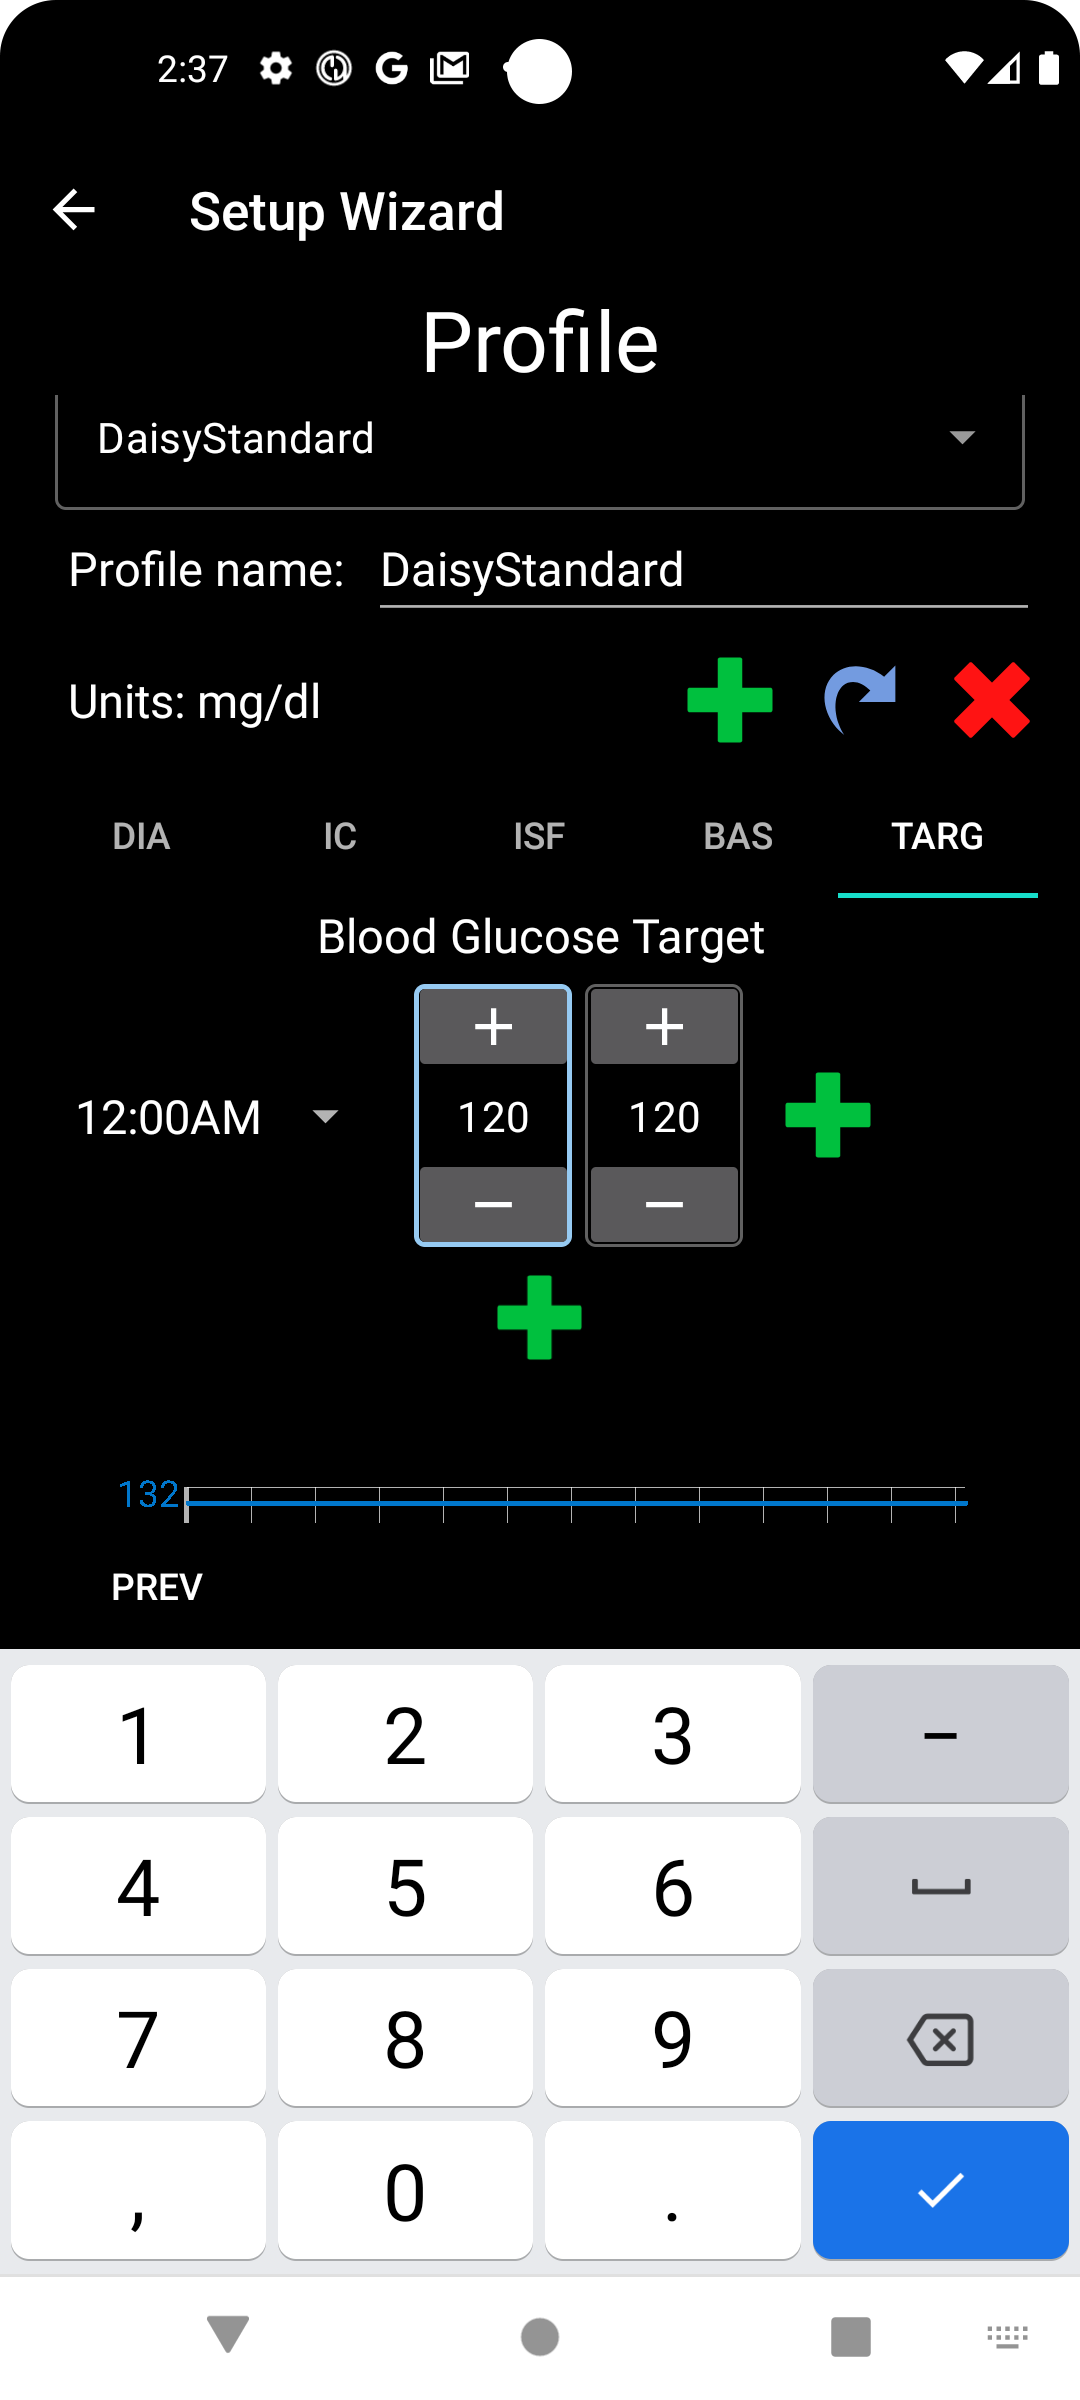 2:37
Setup Wizard
Profile
DaisyStandard
Profile name: DaisyStandard
Units: mg/dl
DIA IC ISF BAS TARG
Blood Glucose Target
+ +
12:00AM 120 120
− −
132
PREV
1 2 3 –
4 5 6
7 8 9
, 0 .